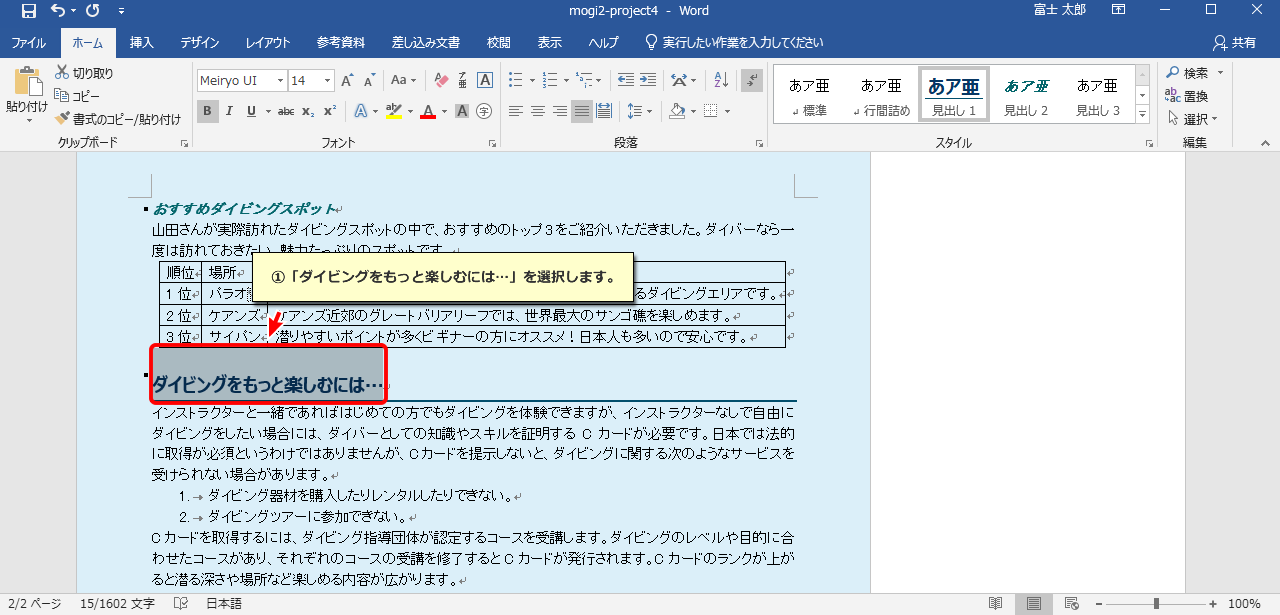 mogi2-project4 - Word
富士 太郎
ファイル ホーム 挿入 デザイン レイアウト 参考資料 差し込み文書 校閲 表示 ヘルプ 実行したい作業を入力してください 共有
貼り付け
切り取り
コピー
書式のコピー/貼り付け
クリップボード
Meiryo UI 14
フォント
段落
あア亜 標準
あア亜 行間詰め
あア亜 見出し 1
あア亜 見出し 2
あア亜 見出し 3
スタイル
検索
置換
選択
編集
おすすめダイビングスポット
山田さんが実際訪れたダイビングスポットの中で、おすすめのトップ3をご紹介いただきました。ダイバーなら一
度は訪れておきたい、魅力たっぷりのスポットです。
①「ダイビングをもっと楽しむには…」を選択します。
順位 場所
1 位 パラオ るダイビングエリアです。
2 位 ケアンズ ケアンズ近郊のグレートバリアリーフでは、世界最大のサンゴ礁を楽しめます。
3 位 サイパン 潜りやすいポイントが多くビギナーの方にオススメ！日本人も多いので安心です。
ダイビングをもっと楽しむには…
インストラクターと一緒であればはじめての方でもダイビングを体験できますが、インストラクターなしで自由に
ダイビングをしたい場合には、ダイバーとしての知識やスキルを証明する C カードが必要です。日本では法的
に取得が必須というわけではありませんが、Cカードを提示しないと、ダイビングに関する次のようなサービスを
受けられない場合があります。
1. ダイビング器材を購入したりレンタルしたりできない。
2. ダイビングツアーに参加できない。
Cカードを取得するには、ダイビング指導団体が認定するコースを受講します。ダイビングのレベルや目的に合
わせたコースがあり、それぞれのコースの受講を修了するとCカードが発行されます。Cカードのランクが上が
ると潜る深さや場所など楽しめる内容が広がります。
2/2 ページ 15/1602 文字 日本語 100%